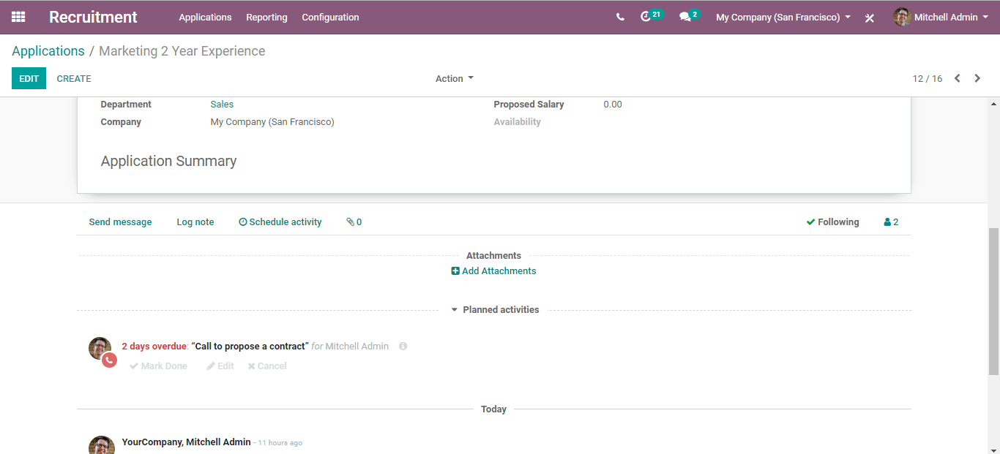 Recruitment Applications Reporting Configuration 21 2 My Company (San Francisco) Mitchell Admin
Applications / Marketing 2 Year Experience
EDIT CREATE Action 12 / 16
Department Sales Proposed Salary 0.00
Company My Company (San Francisco) Availability
Application Summary
Send message Log note Schedule activity 0 Following 2
Attachments
Add Attachments
Planned activities
2 days overdue: “Call to propose a contract” for Mitchell Admin
Mark Done Edit Cancel
Today
YourCompany, Mitchell Admin - 11 hours ago